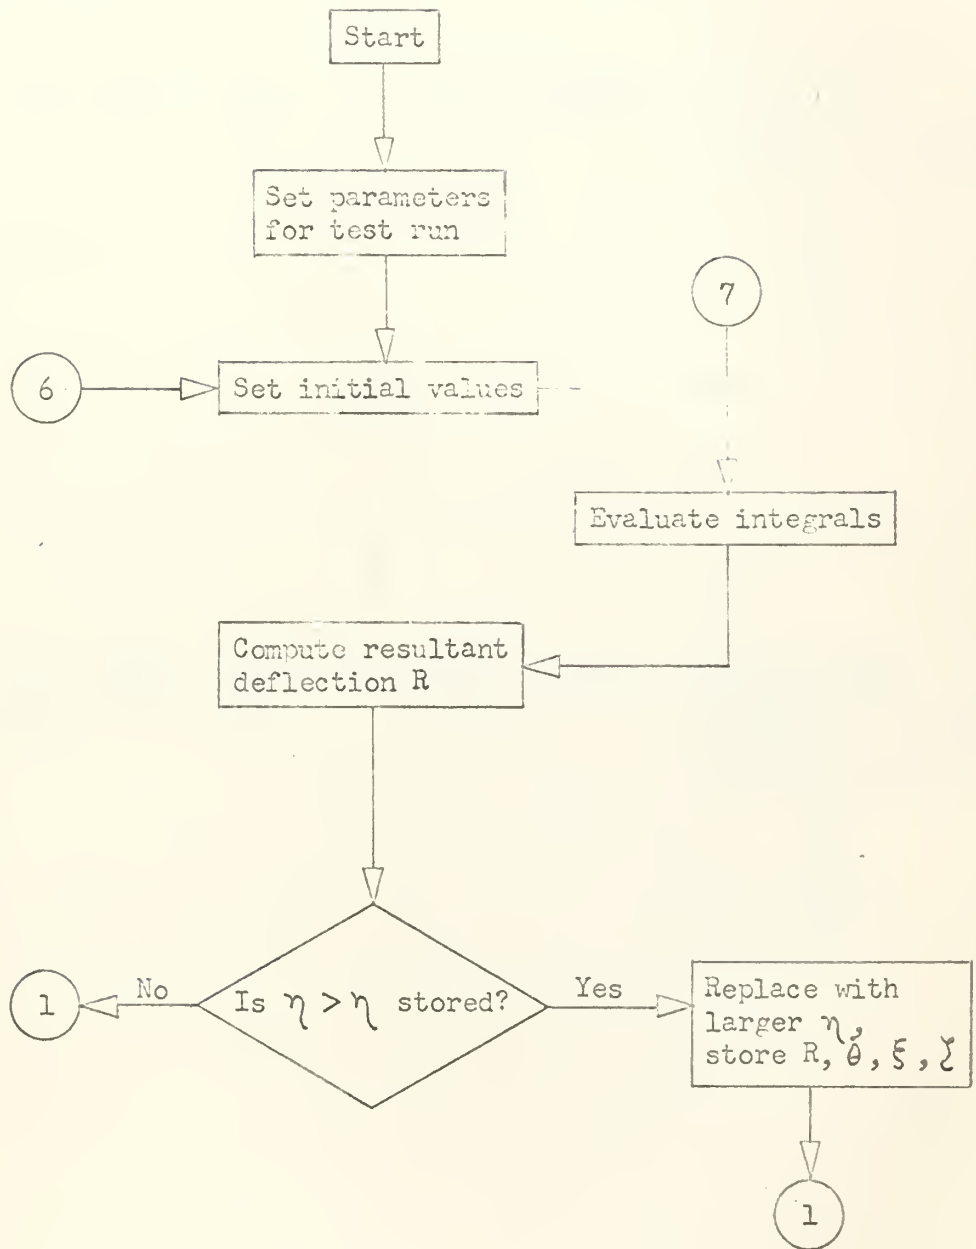 Start
Set parameters
for test run
7
6
Set initial values
Evaluate integrals
Compute resultant
deflection R
1
No
Is η > η stored?
Yes
Replace with
larger η,
store R, θ, ξ, ζ
1